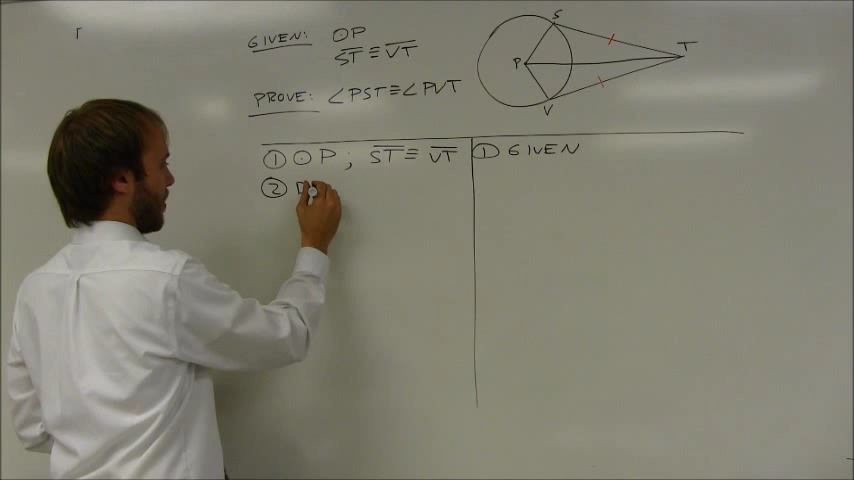 GIVEN: ⊙P
ST ≅ VT
PROVE: ∠PST ≅ ∠PVT
S
T
P
V
① ⊙P ; ST ≅ VT ① GIVEN
②